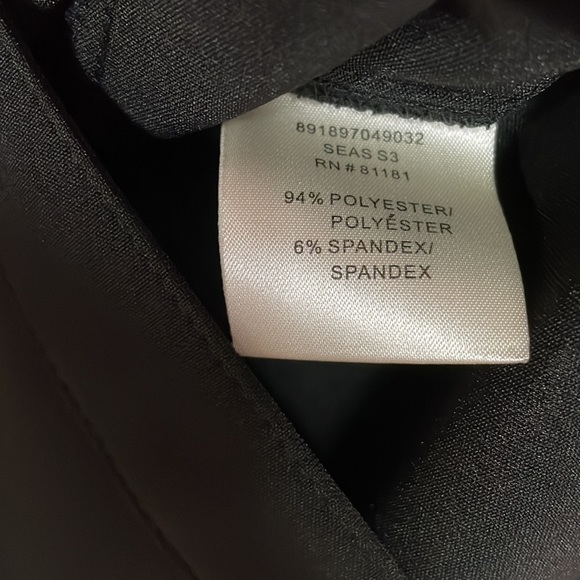 891897049032
SEAS S3
RN # 81181
94% POLYESTER/
POLYÉSTER
6% SPANDEX/
SPANDEX